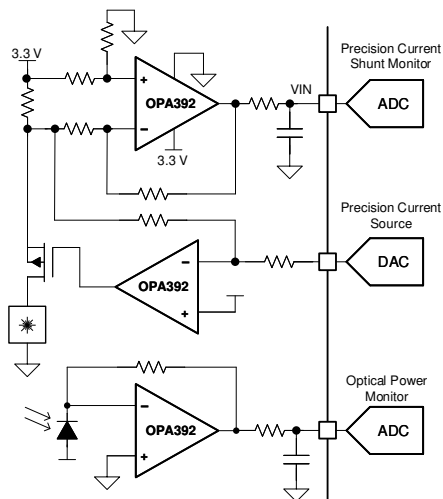 3.3 V
+
OPA392
−
3.3 V
VIN
Precision Current
Shunt Monitor
ADC
Precision Current
Source
DAC
−
OPA392
+
Optical Power
Monitor
ADC
−
OPA392
+